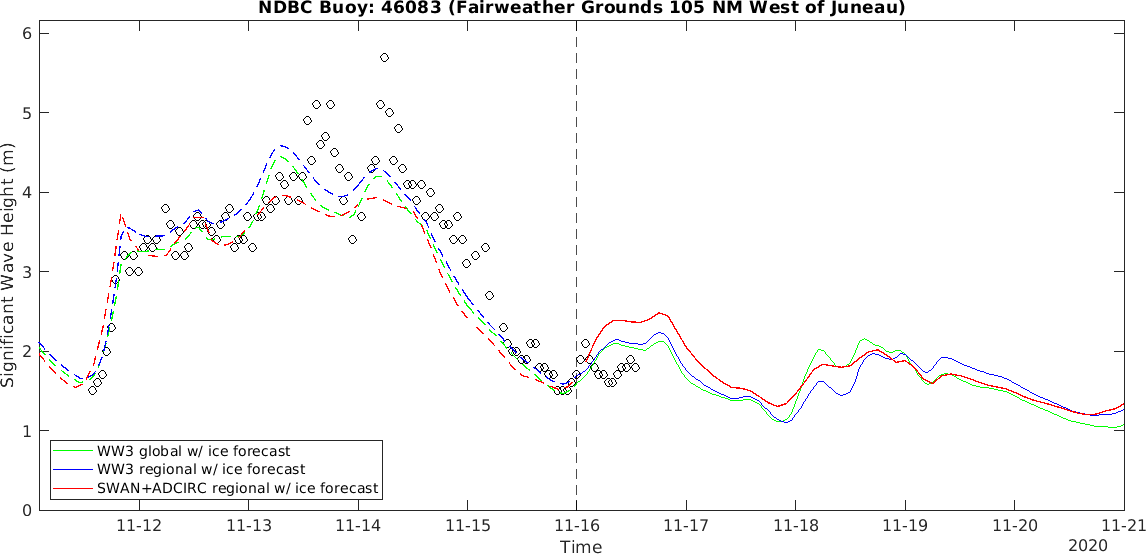 NDBC Buoy: 46083 (Fairweather Grounds 105 NM West of Juneau)
Significant Wave Height (m)
6
5
4
3
2
1
0
WW3 global w/ ice forecast
WW3 regional w/ ice forecast
SWAN+ADCIRC regional w/ ice forecast
11-12 11-13 11-14 11-15 11-16 11-17 11-18 11-19 11-20 11-21
Time
2020